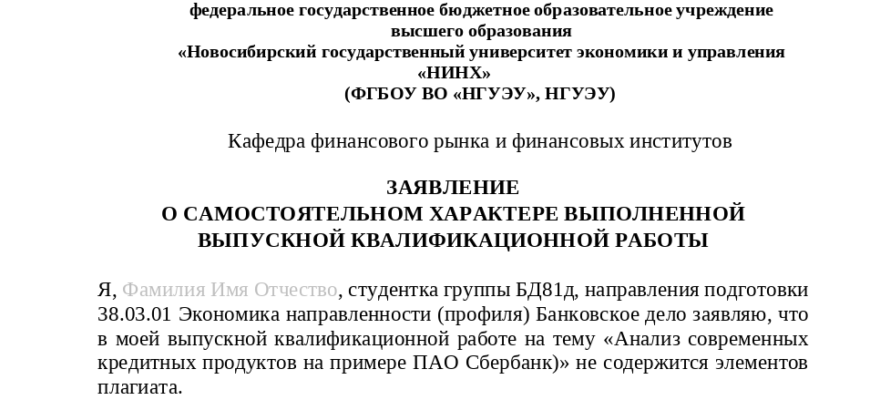 федеральное государственное бюджетное образовательное учреждение
высшего образования
«Новосибирский государственный университет экономики и управления
«НИНХ»
(ФГБОУ ВО «НГУЭУ», НГУЭУ)
Кафедра финансового рынка и финансовых институтов
ЗАЯВЛЕНИЕ
О САМОСТОЯТЕЛЬНОМ ХАРАКТЕРЕ ВЫПОЛНЕННОЙ
ВЫПУСКНОЙ КВАЛИФИКАЦИОННОЙ РАБОТЫ
Я, Фамилия Имя Отчество, студентка группы БД81д, направления подготовки
38.03.01 Экономика направленности (профиля) Банковское дело заявляю, что
в моей выпускной квалификационной работе на тему «Анализ современных
кредитных продуктов на примере ПАО Сбербанк)» не содержится элементов
плагиата.